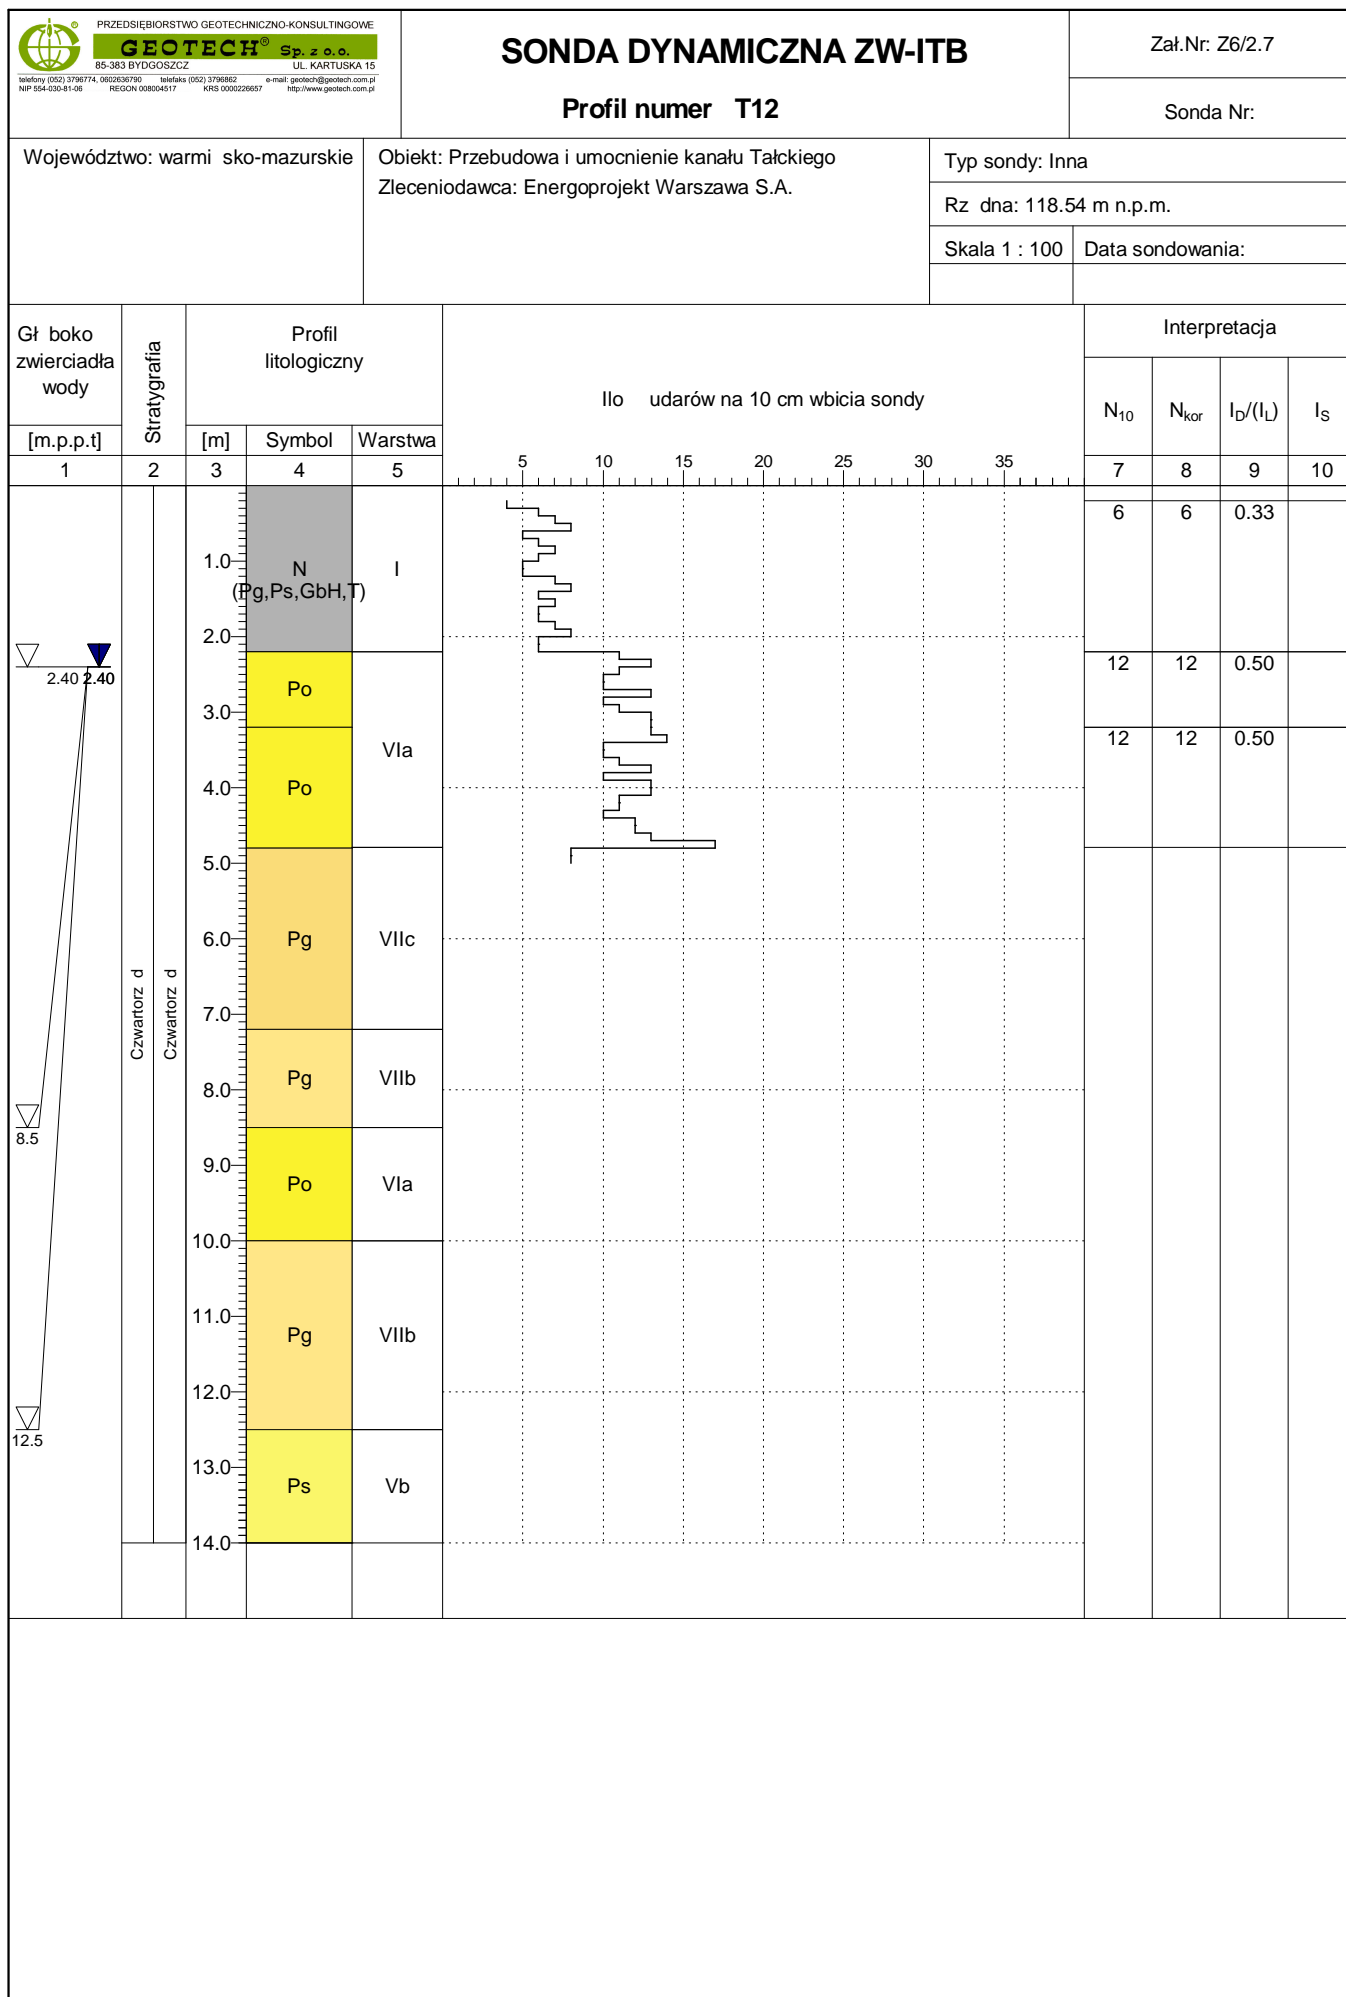 PRZEDSIĘBIORSTWO GEOTECHNICZNO-KONSULTINGOWE
GEOTECH® Sp. z o.o.
85-383 BYDGOSZCZ UL. KARTUSKA 15
telefony (052) 3796774, 0602636790 telefaks (052) 3796862 e-mail: geotech@geotech.com.pl
NIP 554-030-81-06 REGON 008004517 KRS 0000226657 http://www.geotech.com.pl
SONDA DYNAMICZNA ZW-ITB
Profil numer T12
Zał.Nr: Z6/2.7
Sonda Nr:
Województwo: warmi sko-mazurskie
Obiekt: Przebudowa i umocnienie kanału Tałckiego
Zleceniodawca: Energoprojekt Warszawa S.A.
Typ sondy: Inna
Rz dna: 118.54 m n.p.m.
Skala 1 : 100 Data sondowania:
Gł boko
zwierciadła
wody
[m.p.p.t]
Stratygrafia
Profil
litologiczny
[m] Symbol Warstwa
Ilo udarów na 10 cm wbicia sondy
Interpretacja
N10 Nkor ID/(IL) IS
1 2 3 4 5
5 10 15 20 25 30 35
7 8 9 10
6 6 0.33
1.0
N
(Pg,Ps,GbH,T)
I
2.0
2.40 2.40
12 12 0.50
Po
3.0
12 12 0.50
VIa
Po
4.0
5.0
6.0
Pg VIIc
7.0
Czwartorz d
Czwartorz d
Pg VIIb
8.0
8.5
9.0
Po VIa
10.0
11.0
Pg VIIb
12.0
12.5
13.0
Ps Vb
14.0